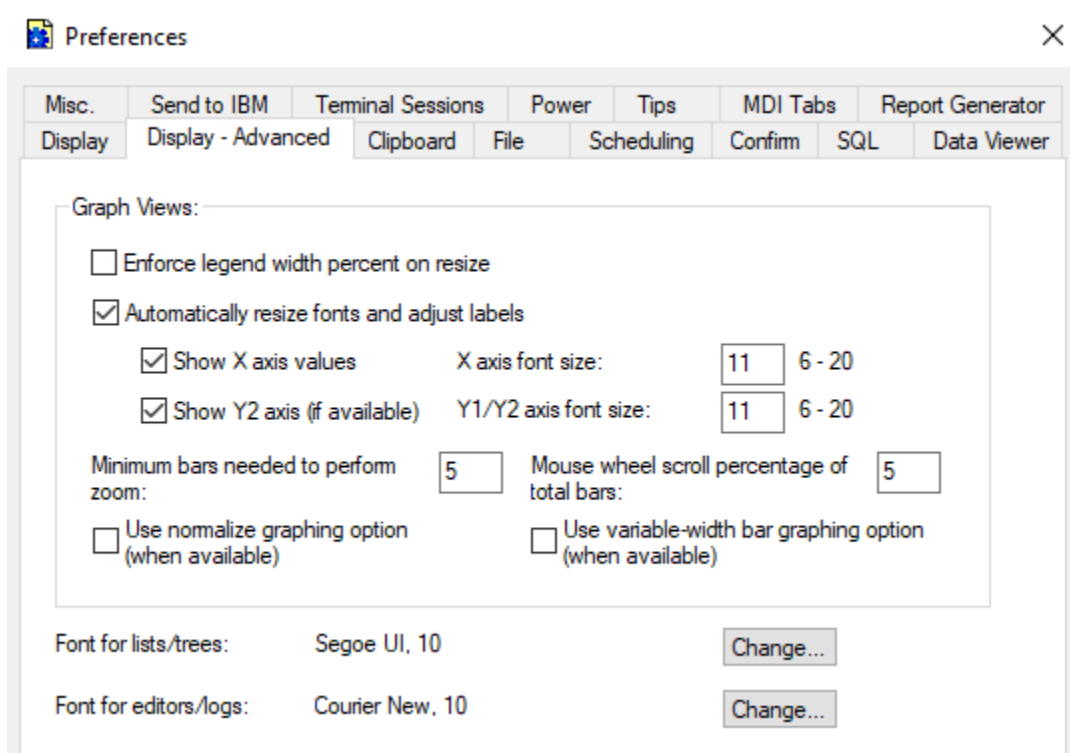 Preferences
Misc. Send to IBM Terminal Sessions Power Tips MDI Tabs Report Generator
Display Display - Advanced Clipboard File Scheduling Confirm SQL Data Viewer
Graph Views:
Enforce legend width percent on resize
Automatically resize fonts and adjust labels
Show X axis values X axis font size: 11 6 - 20
Show Y2 axis (if available) Y1/Y2 axis font size: 11 6 - 20
Minimum bars needed to perform
zoom:
5
Mouse wheel scroll percentage of
total bars:
5
Use normalize graphing option
(when available)
Use variable-width bar graphing option
(when available)
Font for lists/trees: Segoe UI, 10 Change...
Font for editors/logs: Courier New, 10 Change...